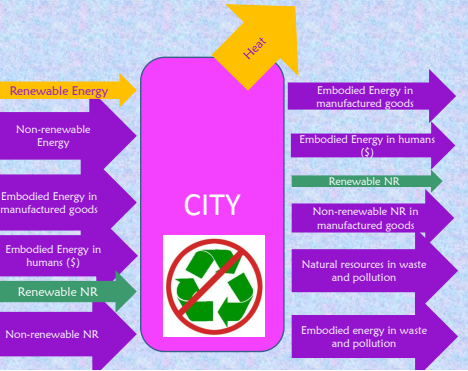 Heat
Renewable Energy
Non-renewable
Energy
Embodied Energy in
manufactured goods
Embodied Energy in
humans ($)
Renewable NR
Non-renewable NR
CITY
Embodied Energy in
manufactured goods
Embodied Energy in humans
($)
Renewable NR
Non-renewable NR in
manufactured goods
Natural resources in waste
and pollution
Embodied energy in waste
and pollution